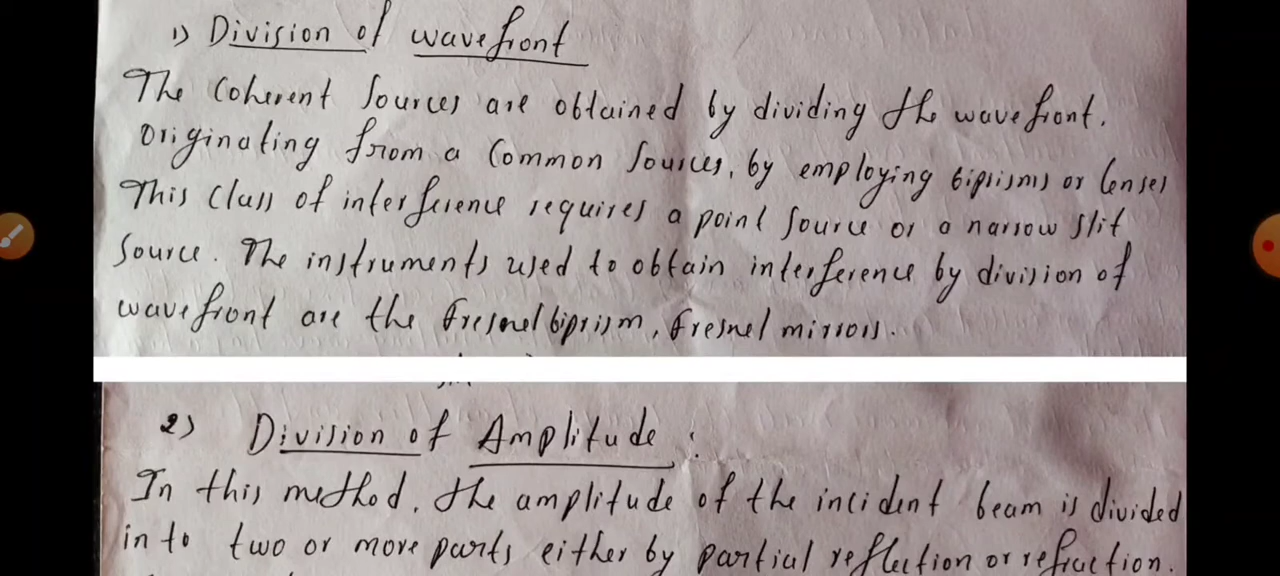 1) Division of wavefront
The Coherent Sources are obtained by dividing the wavefront.
Originating from a Common Sources, by employing biprisms or lenses
This Class of interference requires a point Source or a narrow slit
Source. The instruments used to obtain interference by division of
wavefront are the fresnel biprism, fresnel mirrors.
2) Division of Amplitude :
In this method, the amplitude of the incident beam is divided
in to two or more parts either by partial reflection or refraction.